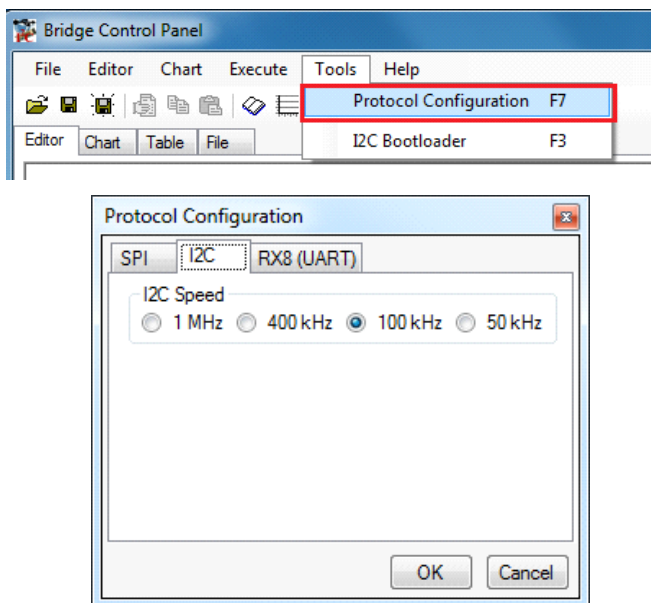 Bridge Control Panel
File Editor Chart Execute Tools Help
Protocol Configuration F7
Editor Chart Table File
I2C Bootloader F3
Protocol Configuration
SPI I2C RX8 (UART)
I2C Speed
1 MHz 400 kHz 100 kHz 50 kHz
OK Cancel